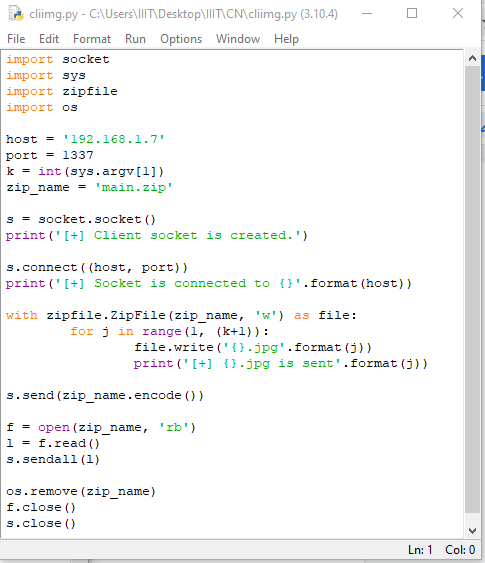 cliimg.py - C:\Users\IIIT\Desktop\IIIT\CN\cliimg.py (3.10.4)
File Edit Format Run Options Window Help
import socket
import sys
import zipfile
import os
host = '192.168.1.7'
port = 1337
k = int(sys.argv[1])
zip_name = 'main.zip'
s = socket.socket()
print('[+] Client socket is created.')
s.connect((host, port))
print('[+] Socket is connected to {}'.format(host))
with zipfile.ZipFile(zip_name, 'w') as file:
        for j in range(1, (k+1)):
                file.write('{}.jpg'.format(j))
                print('[+] {}.jpg is sent'.format(j))
s.send(zip_name.encode())
f = open(zip_name, 'rb')
l = f.read()
s.sendall(l)
os.remove(zip_name)
f.close()
s.close()
Ln: 1 Col: 0